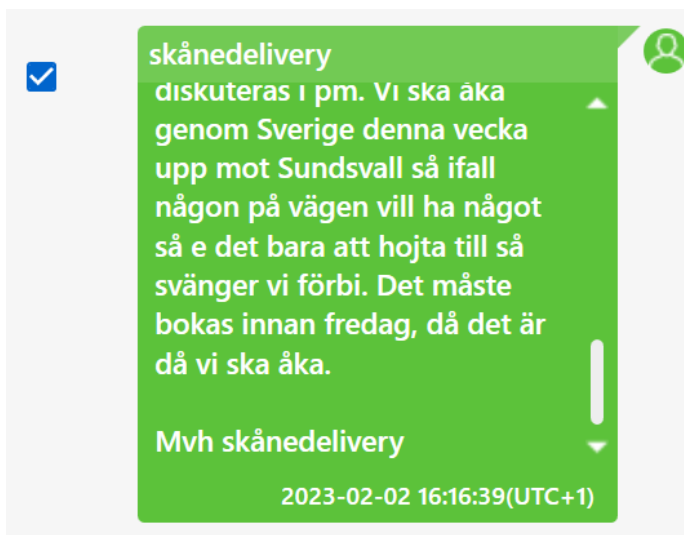 skånedelivery
diskuteras i pm. Vi ska åka
genom Sverige denna vecka
upp mot Sundsvall så ifall
någon på vägen vill ha något
så e det bara att hojta till så
svänger vi förbi. Det måste
bokas innan fredag, då det är
då vi ska åka.
Mvh skånedelivery
2023-02-02 16:16:39(UTC+1)